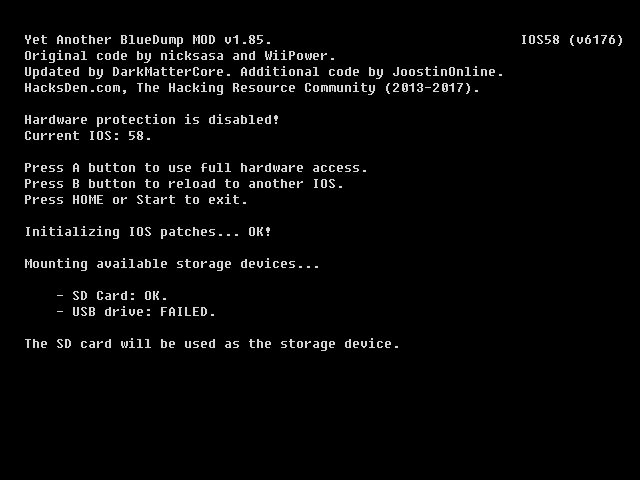 Yet Another BlueDump MOD v1.85. IOS58 (v6176)
Original code by nicksasa and WiiPower.
Updated by DarkMatterCore. Additional code by JoostinOnline.
HacksDen.com, The Hacking Resource Community (2013-2017).
Hardware protection is disabled!
Current IOS: 58.
Press A button to use full hardware access.
Press B button to reload to another IOS.
Press HOME or Start to exit.
Initializing IOS patches... OK!
Mounting available storage devices...
- SD Card: OK.
- USB drive: FAILED.
The SD card will be used as the storage device.